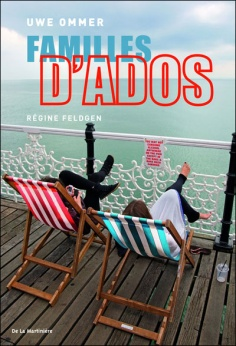 UWE OMMER
FAMILLES
D'ADOS
RÉGINE FELDGEN
De La Martinière